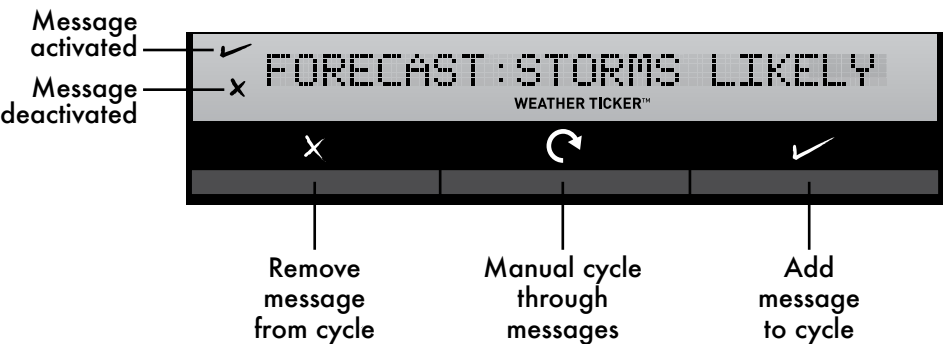 Message
activated
Message
deactivated
FORECAST:STORMS LIKELY
WEATHER TICKER™
Remove
message
from cycle
Manual cycle
through
messages
Add
message
to cycle